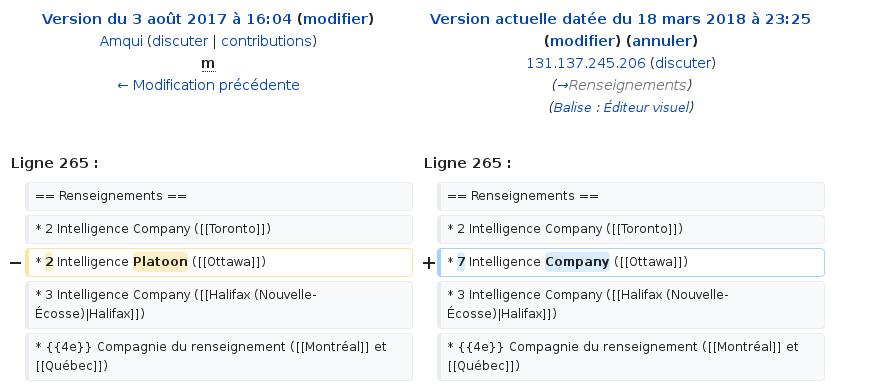 Version du 3 août 2017 à 16:04 (modifier)
Amqui (discuter | contributions)
m
← Modification précédente
Version actuelle datée du 18 mars 2018 à 23:25
(modifier) (annuler)
131.137.245.206 (discuter)
(→Renseignements)
(Balise : Éditeur visuel)
Ligne 265 :
Ligne 265 :
== Renseignements ==
== Renseignements ==
* 2 Intelligence Company ([[Toronto]])
* 2 Intelligence Company ([[Toronto]])
− * 2 Intelligence Platoon ([[Ottawa]])
+ * 7 Intelligence Company ([[Ottawa]])
* 3 Intelligence Company ([[Halifax (Nouvelle-
Écosse)|Halifax]])
* 3 Intelligence Company ([[Halifax (Nouvelle-
Écosse)|Halifax]])
* {{4e}} Compagnie du renseignement ([[Montréal]] et
[[Québec]])
* {{4e}} Compagnie du renseignement ([[Montréal]] et
[[Québec]])